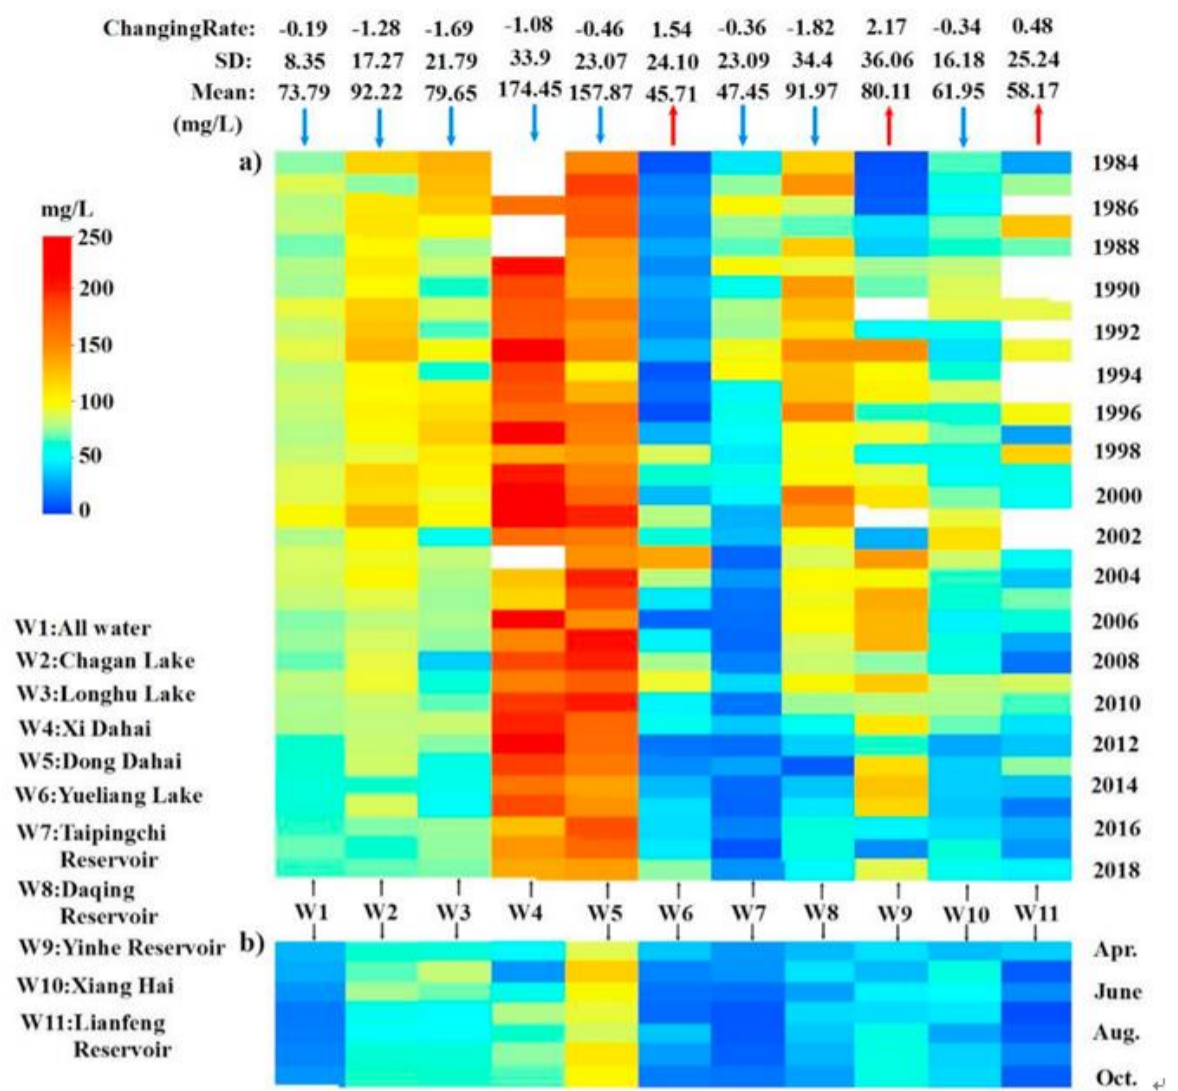 ChangingRate: -0.19 -1.28 -1.69 -1.08 -0.46 1.54 -0.36 -1.82 2.17 -0.34 0.48
SD: 8.35 17.27 21.79 33.9 23.07 24.10 23.09 34.4 36.06 16.18 25.24
Mean: 73.79 92.22 79.65 174.45 157.87 45.71 47.45 91.97 80.11 61.95 58.17
(mg/L)
a)
1984
1986
1988
1990
1992
1994
1996
1998
2000
2002
2004
2006
2008
2010
2012
2014
2016
2018
mg/L
250
200
150
100
50
0
W1:All water
W2:Chagan Lake
W3:Longhu Lake
W4:Xi Dahai
W5:Dong Dahai
W6:Yueliang Lake
W7:Taipingchi
Reservoir
W8:Daqing
Reservoir
W9:Yinhe Reservoir
W10:Xiang Hai
W11:Lianfeng
Reservoir
W1 W2 W3 W4 W5 W6 W7 W8 W9 W10 W11
b)
Apr.
June
Aug.
Oct.